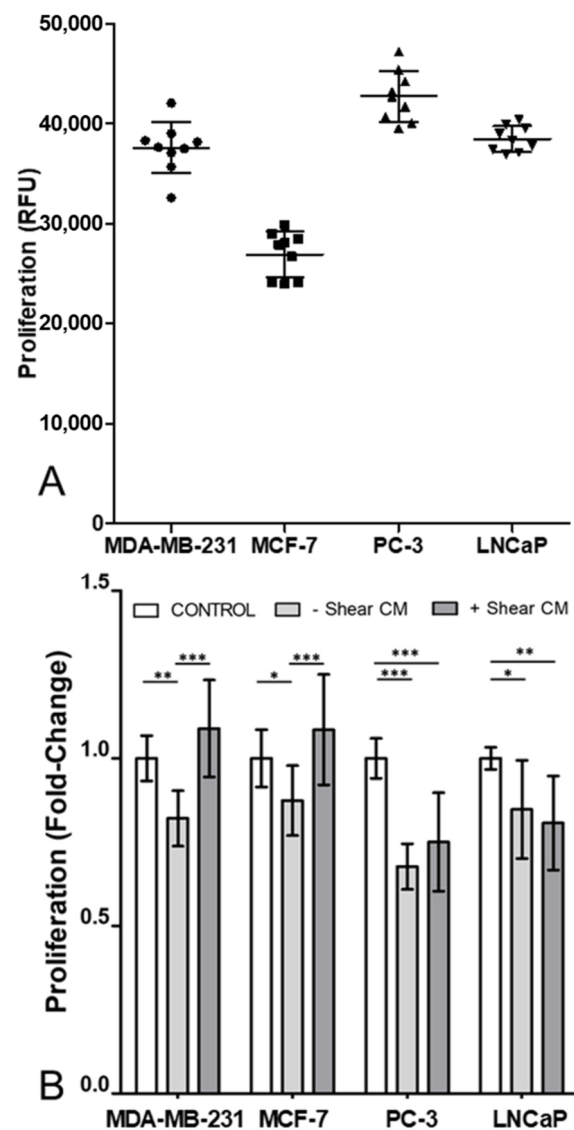 50,000
40,000
30,000
20,000
10,000
0
Proliferation (RFU)
A
MDA-MB-231 MCF-7 PC-3 LNCaP
1.5
1.0
0.5
0.0
Proliferation (Fold-Change)
CONTROL - Shear CM + Shear CM
** *** * *** *** *** ** *
B
MDA-MB-231 MCF-7 PC-3 LNCaP